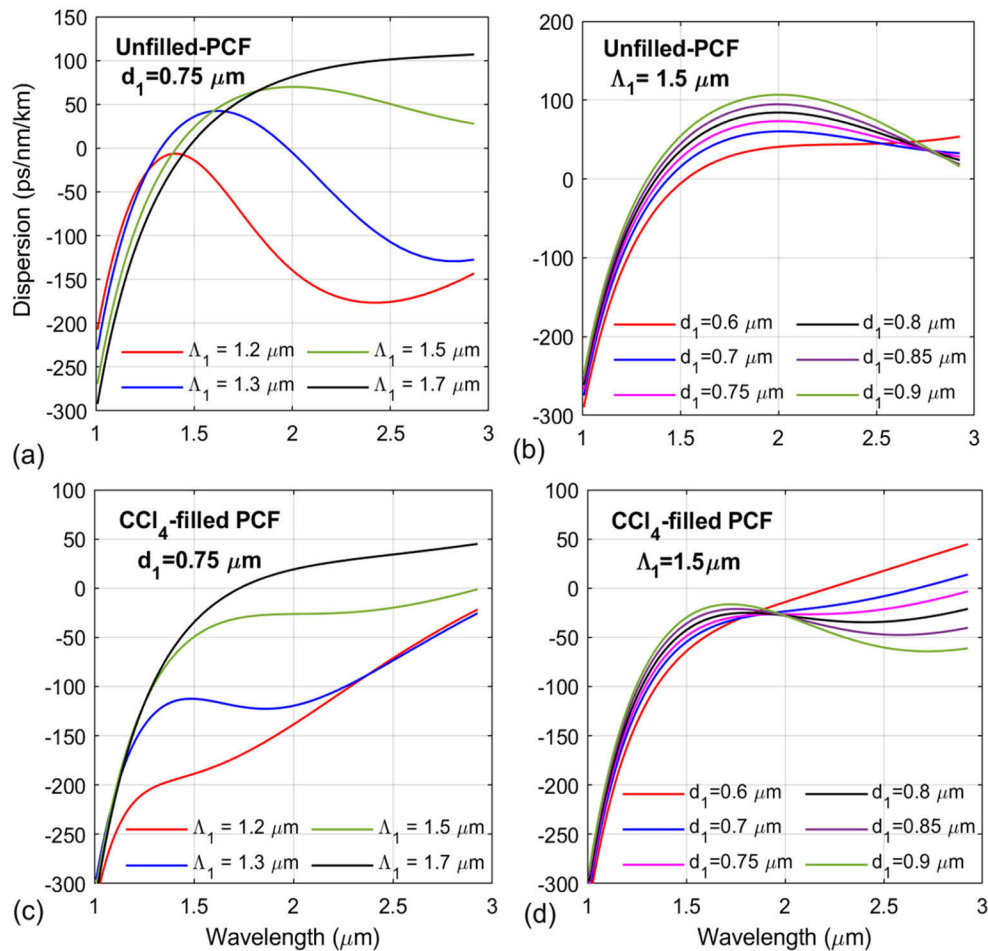 Dispersion (ps/nm/km)
150
100
50
0
-50
-100
-150
-200
-250
-300
Unfilled-PCF
d1=0.75 μm
Λ1 = 1.2 μm
Λ1 = 1.5 μm
Λ1 = 1.3 μm
Λ1 = 1.7 μm
1 1.5 2 2.5 3
(a)
200
100
0
-100
-200
-300
Unfilled-PCF
Λ1= 1.5 μm
d1=0.6 μm
d1=0.8 μm
d1=0.7 μm
d1=0.85 μm
d1=0.75 μm
d1=0.9 μm
1 1.5 2 2.5 3
(b)
100
50
0
-50
-100
-150
-200
-250
-300
CCl4-filled PCF
d1=0.75 μm
Λ1 = 1.2 μm
Λ1 = 1.5 μm
Λ1 = 1.3 μm
Λ1 = 1.7 μm
1 1.5 2 2.5 3
(c)
Wavelength (μm)
100
50
0
-50
-100
-150
-200
-250
-300
CCl4-filled PCF
Λ1=1.5μm
d1=0.6 μm
d1=0.8 μm
d1=0.7 μm
d1=0.85 μm
d1=0.75 μm
d1=0.9 μm
1 1.5 2 2.5 3
(d)
Wavelength (μm)